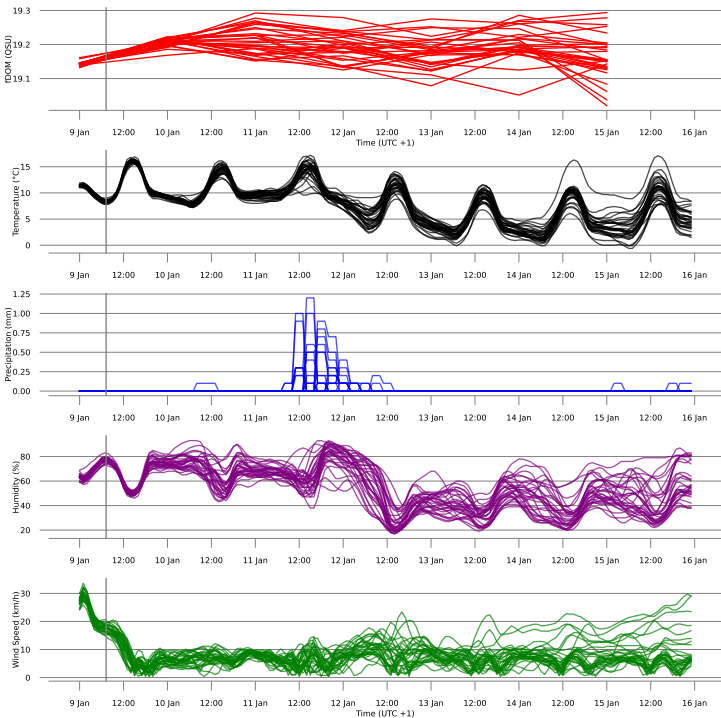 fDOM (QSU)
19.3
19.2
19.1
9 Jan 12:00 10 Jan 12:00 11 Jan 12:00 12 Jan 12:00 13 Jan 12:00 14 Jan 12:00 15 Jan 12:00 16 Jan
Time (UTC +1)
Temperature (°C)
15
10
5
0
9 Jan 12:00 10 Jan 12:00 11 Jan 12:00 12 Jan 12:00 13 Jan 12:00 14 Jan 12:00 15 Jan 12:00 16 Jan
Precipitation (mm)
1.25
1.00
0.75
0.50
0.25
0.00
9 Jan 12:00 10 Jan 12:00 11 Jan 12:00 12 Jan 12:00 13 Jan 12:00 14 Jan 12:00 15 Jan 12:00 16 Jan
Humidity (%)
80
60
40
20
9 Jan 12:00 10 Jan 12:00 11 Jan 12:00 12 Jan 12:00 13 Jan 12:00 14 Jan 12:00 15 Jan 12:00 16 Jan
Wind Speed (km/h)
30
20
10
0
9 Jan 12:00 10 Jan 12:00 11 Jan 12:00 12 Jan 12:00 13 Jan 12:00 14 Jan 12:00 15 Jan 12:00 16 Jan
Time (UTC +1)